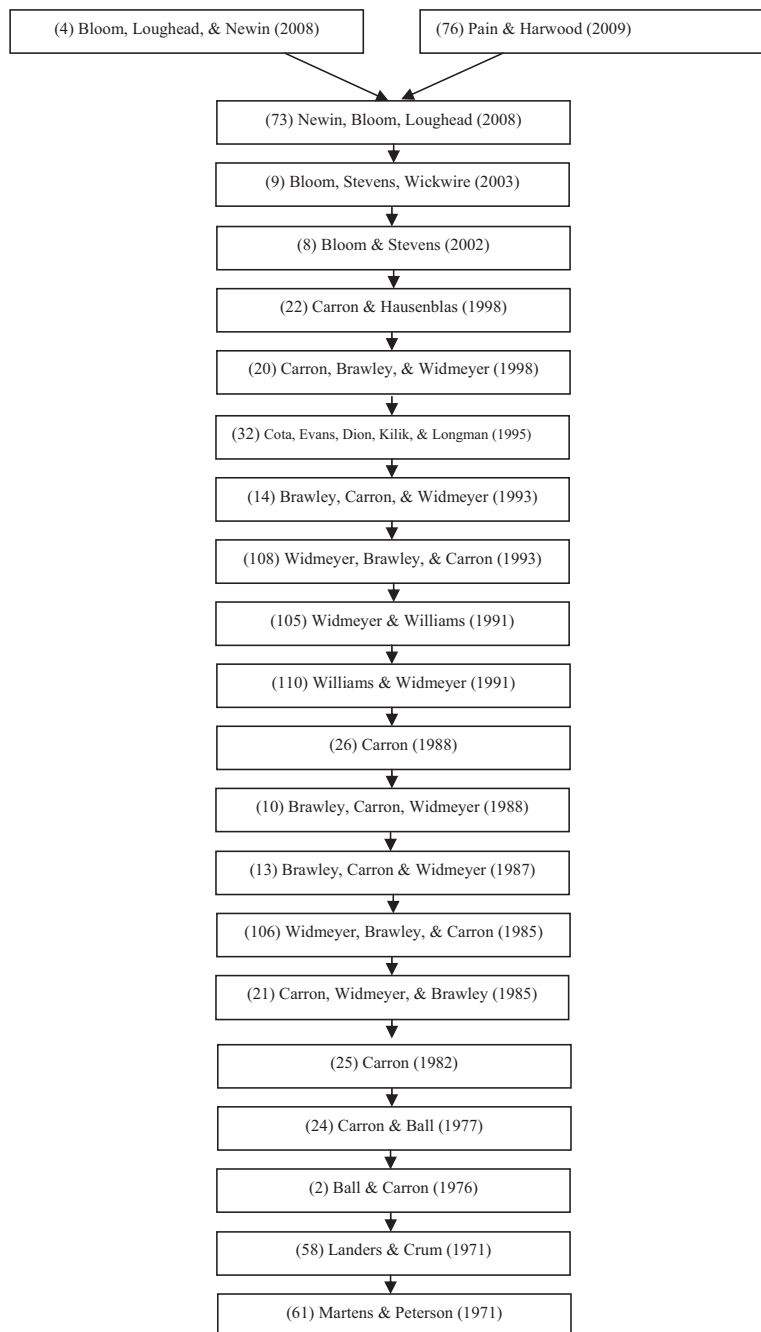 (4) Bloom, Loughead, & Newin (2008)
(76) Pain & Harwood (2009)
(73) Newin, Bloom, Loughead (2008)
(9) Bloom, Stevens, Wickwire (2003)
(8) Bloom & Stevens (2002)
(22) Carron & Hausenblas (1998)
(20) Carron, Brawley, & Widmeyer (1998)
(32) Cota, Evans, Dion, Kilik, & Longman (1995)
(14) Brawley, Carron, & Widmeyer (1993)
(108) Widmeyer, Brawley, & Carron (1993)
(105) Widmeyer & Williams (1991)
(110) Williams & Widmeyer (1991)
(26) Carron (1988)
(10) Brawley, Carron, Widmeyer (1988)
(13) Brawley, Carron & Widmeyer (1987)
(106) Widmeyer, Brawley, & Carron (1985)
(21) Carron, Widmeyer, & Brawley (1985)
(25) Carron (1982)
(24) Carron & Ball (1977)
(2) Ball & Carron (1976)
(58) Landers & Crum (1971)
(61) Martens & Peterson (1971)